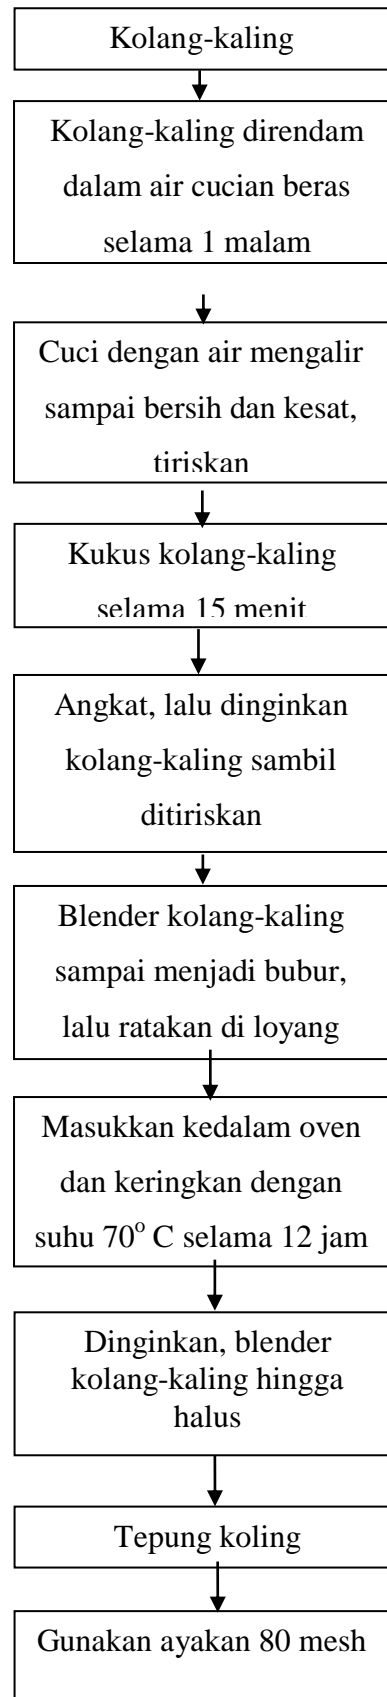 Kolang-kaling
Kolang-kaling direndam
dalam air cucian beras
selama 1 malam
Cuci dengan air mengalir
sampai bersih dan kesat,
tiriskan
Kukus kolang-kaling
selama 15 menit
Angkat, lalu dinginkan
kolang-kaling sambil
ditiriskan
Blender kolang-kaling
sampai menjadi bubur,
lalu ratakan di loyang
Masukkan kedalam oven
dan keringkan dengan
suhu 70° C selama 12 jam
Dinginkan, blender
kolang-kaling hingga
halus
Tepung koling
Gunakan ayakan 80 mesh